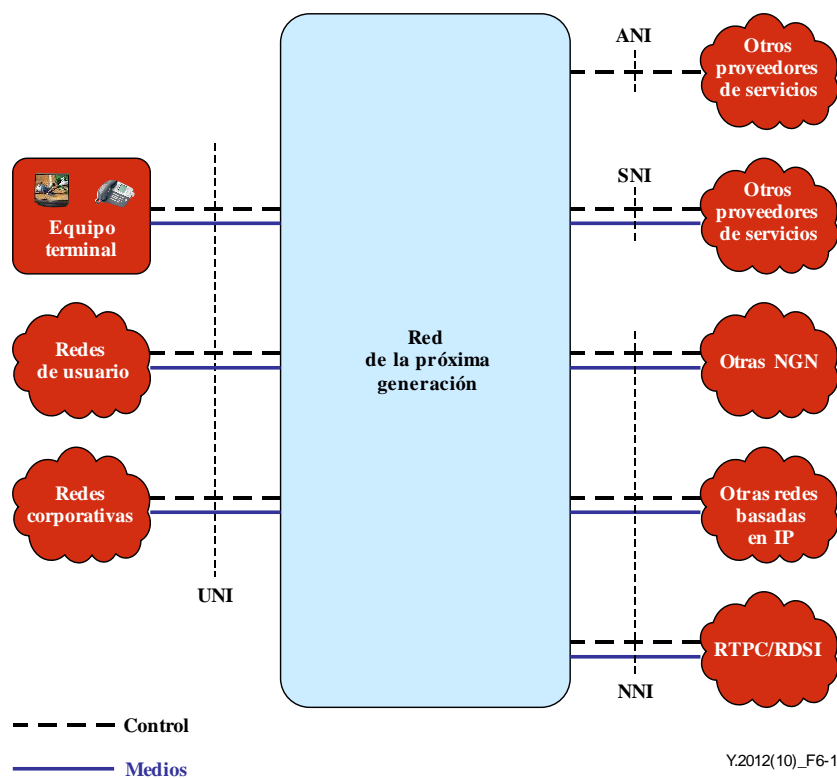 ANI
Otros
proveedores
de servicios
SNI
Otros
proveedores
de servicios
Equipo
terminal
Redes
de usuario
Red
de la próxima
generación
Otras NGN
Redes
corporativas
Otras redes
basadas
en IP
UNI
RTPC/RDSI
NNI
Control
Medios
Y.2012(10)_F6-1